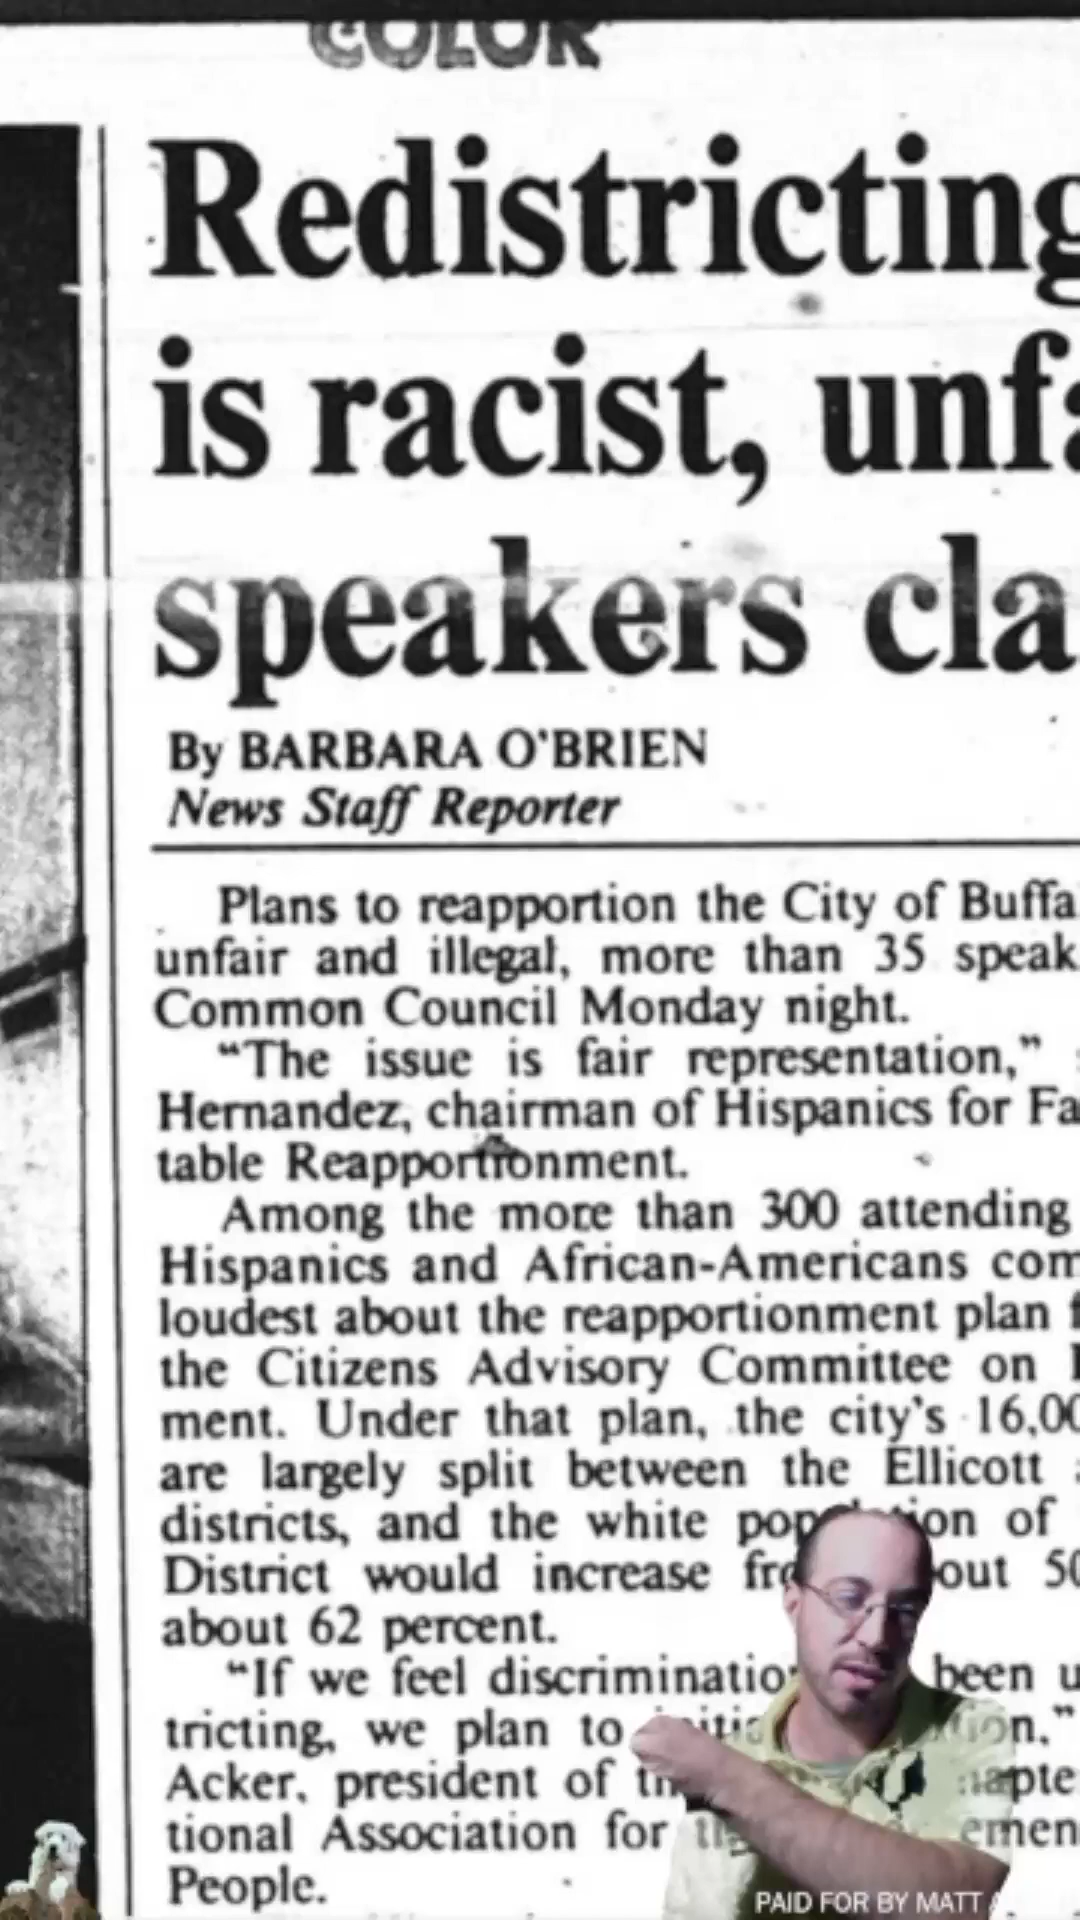 COLOR
Redistricting
is racist, unfa
speakers cla
By BARBARA O'BRIEN
News Staff Reporter
Plans to reapportion the City of Buffa
unfair and illegal, more than 35 speak
Common Council Monday night.
“The issue is fair representation,”
Hernandez, chairman of Hispanics for Fa
table Reapportionment.
Among the more than 300 attending
Hispanics and African-Americans com
loudest about the reapportionment plan f
the Citizens Advisory Committee on
ment. Under that plan, the city's 16,00
are largely split between the Ellicott
districts, and the white population of
District would increase from about 50
about 62 percent.
“If we feel discrimination been u
tricting, we plan to initiate
Acker, president of
tional Association for
People.
PAID FOR BY MATT